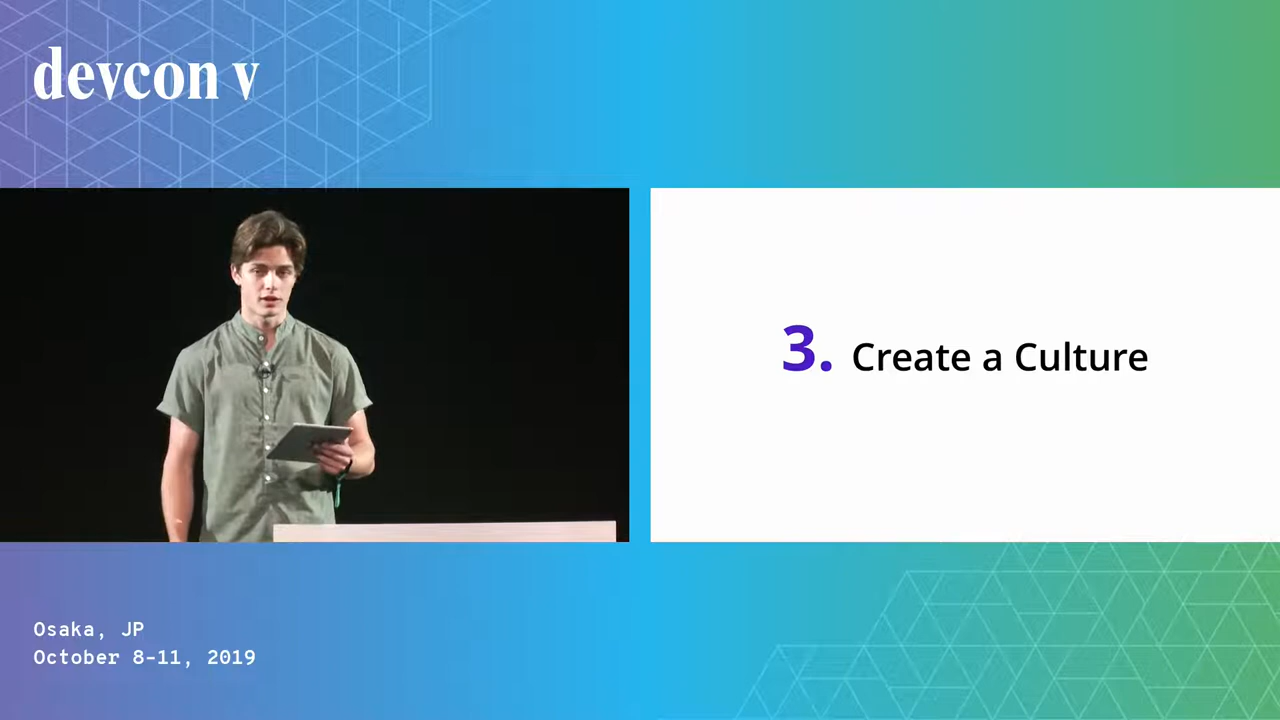 devcon v
3. Create a Culture
Osaka, JP
October 8-11, 2019